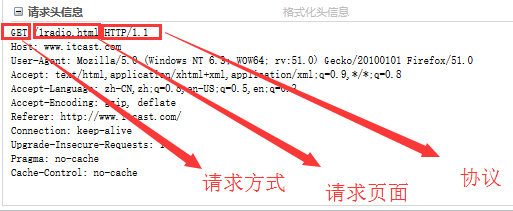 请求头信息 格式化头信息
GET /iradio.html HTTP/1.1
Host: www.itcast.com
User-Agent: Mozilla/5.0 (Windows NT 6.3; WOW64; rv:51.0) Gecko/20100101 Firefox/51.0
Accept: text/html,application/xhtml+xml,application/xml;q=0.9,*/*;q=0.8
Accept-Language: zh-CN,zh;q=0.8,en-US;q=0.5,en;q=0.3
Accept-Encoding: gzip, deflate
Referer: http://www.itcast.com/
Connection: keep-alive
Upgrade-Insecure-Requests: 1
Pragma: no-cache
Cache-Control: no-cache
请求方式
请求页面
协议